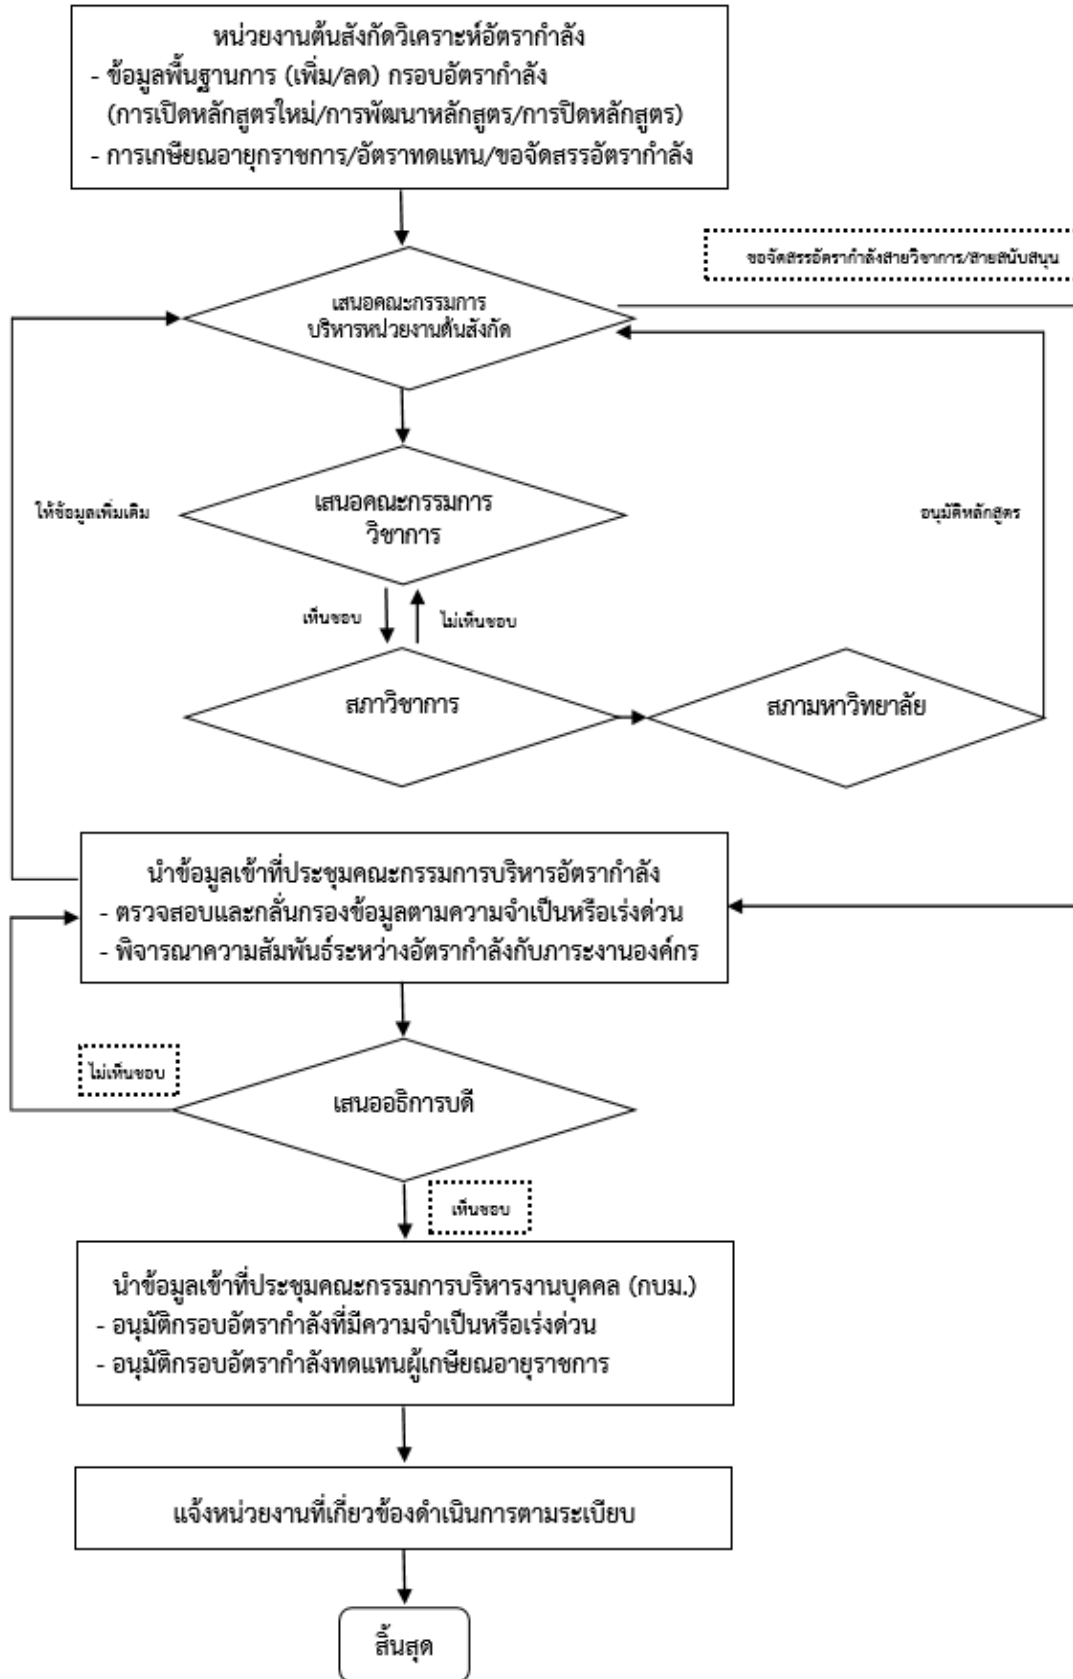 หน่วยงานต้นสังกัดวิเคราะห์อัตรากำลัง
- ข้อมูลพื้นฐานการ (เพิ่ม/ลด) กรอบอัตรากำลัง
(การเปิดหลักสูตรใหม่/การพัฒนาหลักสูตร/การปิดหลักสูตร)
- การเกษียณอายุกราชการ/อัตราทดแทน/ขอจัดสรรอัตรากำลัง
ขอจัดสรรอัตรากำลังสายวิชาการ/สายสนับสนุน
เสนอคณะกรรมการ
บริหารหน่วยงานต้นสังกัด
เสนอคณะกรรมการ
วิชาการ
ให้ข้อมูลเพิ่มเติม
อนุมัติหลักสูตร
เห็นชอบ
ไม่เห็นชอบ
สภาวิชาการ
สภามหาวิทยาลัย
นำข้อมูลเข้าที่ประชุมคณะกรรมการบริหารอัตรากำลัง
- ตรวจสอบและกลั่นกรองข้อมูลตามความจำเป็นหรือเร่งด่วน
- พิจารณาความสัมพันธ์ระหว่างอัตรากำลังกับภาระงานองค์กร
ไม่เห็นชอบ
เสนออธิการบดี
เห็นชอบ
นำข้อมูลเข้าที่ประชุมคณะกรรมการบริหารงานบุคคล (กบม.)
- อนุมัติกรอบอัตรากำลังที่มีความจำเป็นหรือเร่งด่วน
- อนุมัติกรอบอัตรากำลังทดแทนผู้เกษียณอายุราชการ
แจ้งหน่วยงานที่เกี่ยวข้องดำเนินการตามระเบียบ
สิ้นสุด